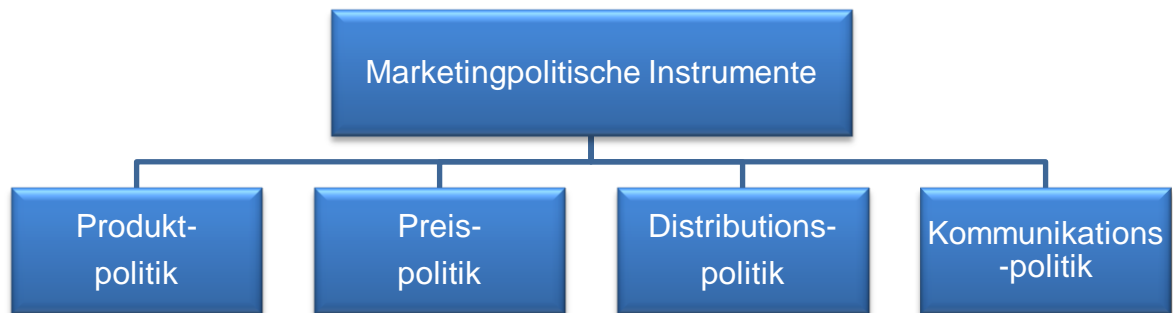 Marketingpolitische Instrumente
Produkt-
politik
Preis-
politik
Distributions-
politik
Kommunikations
-politik